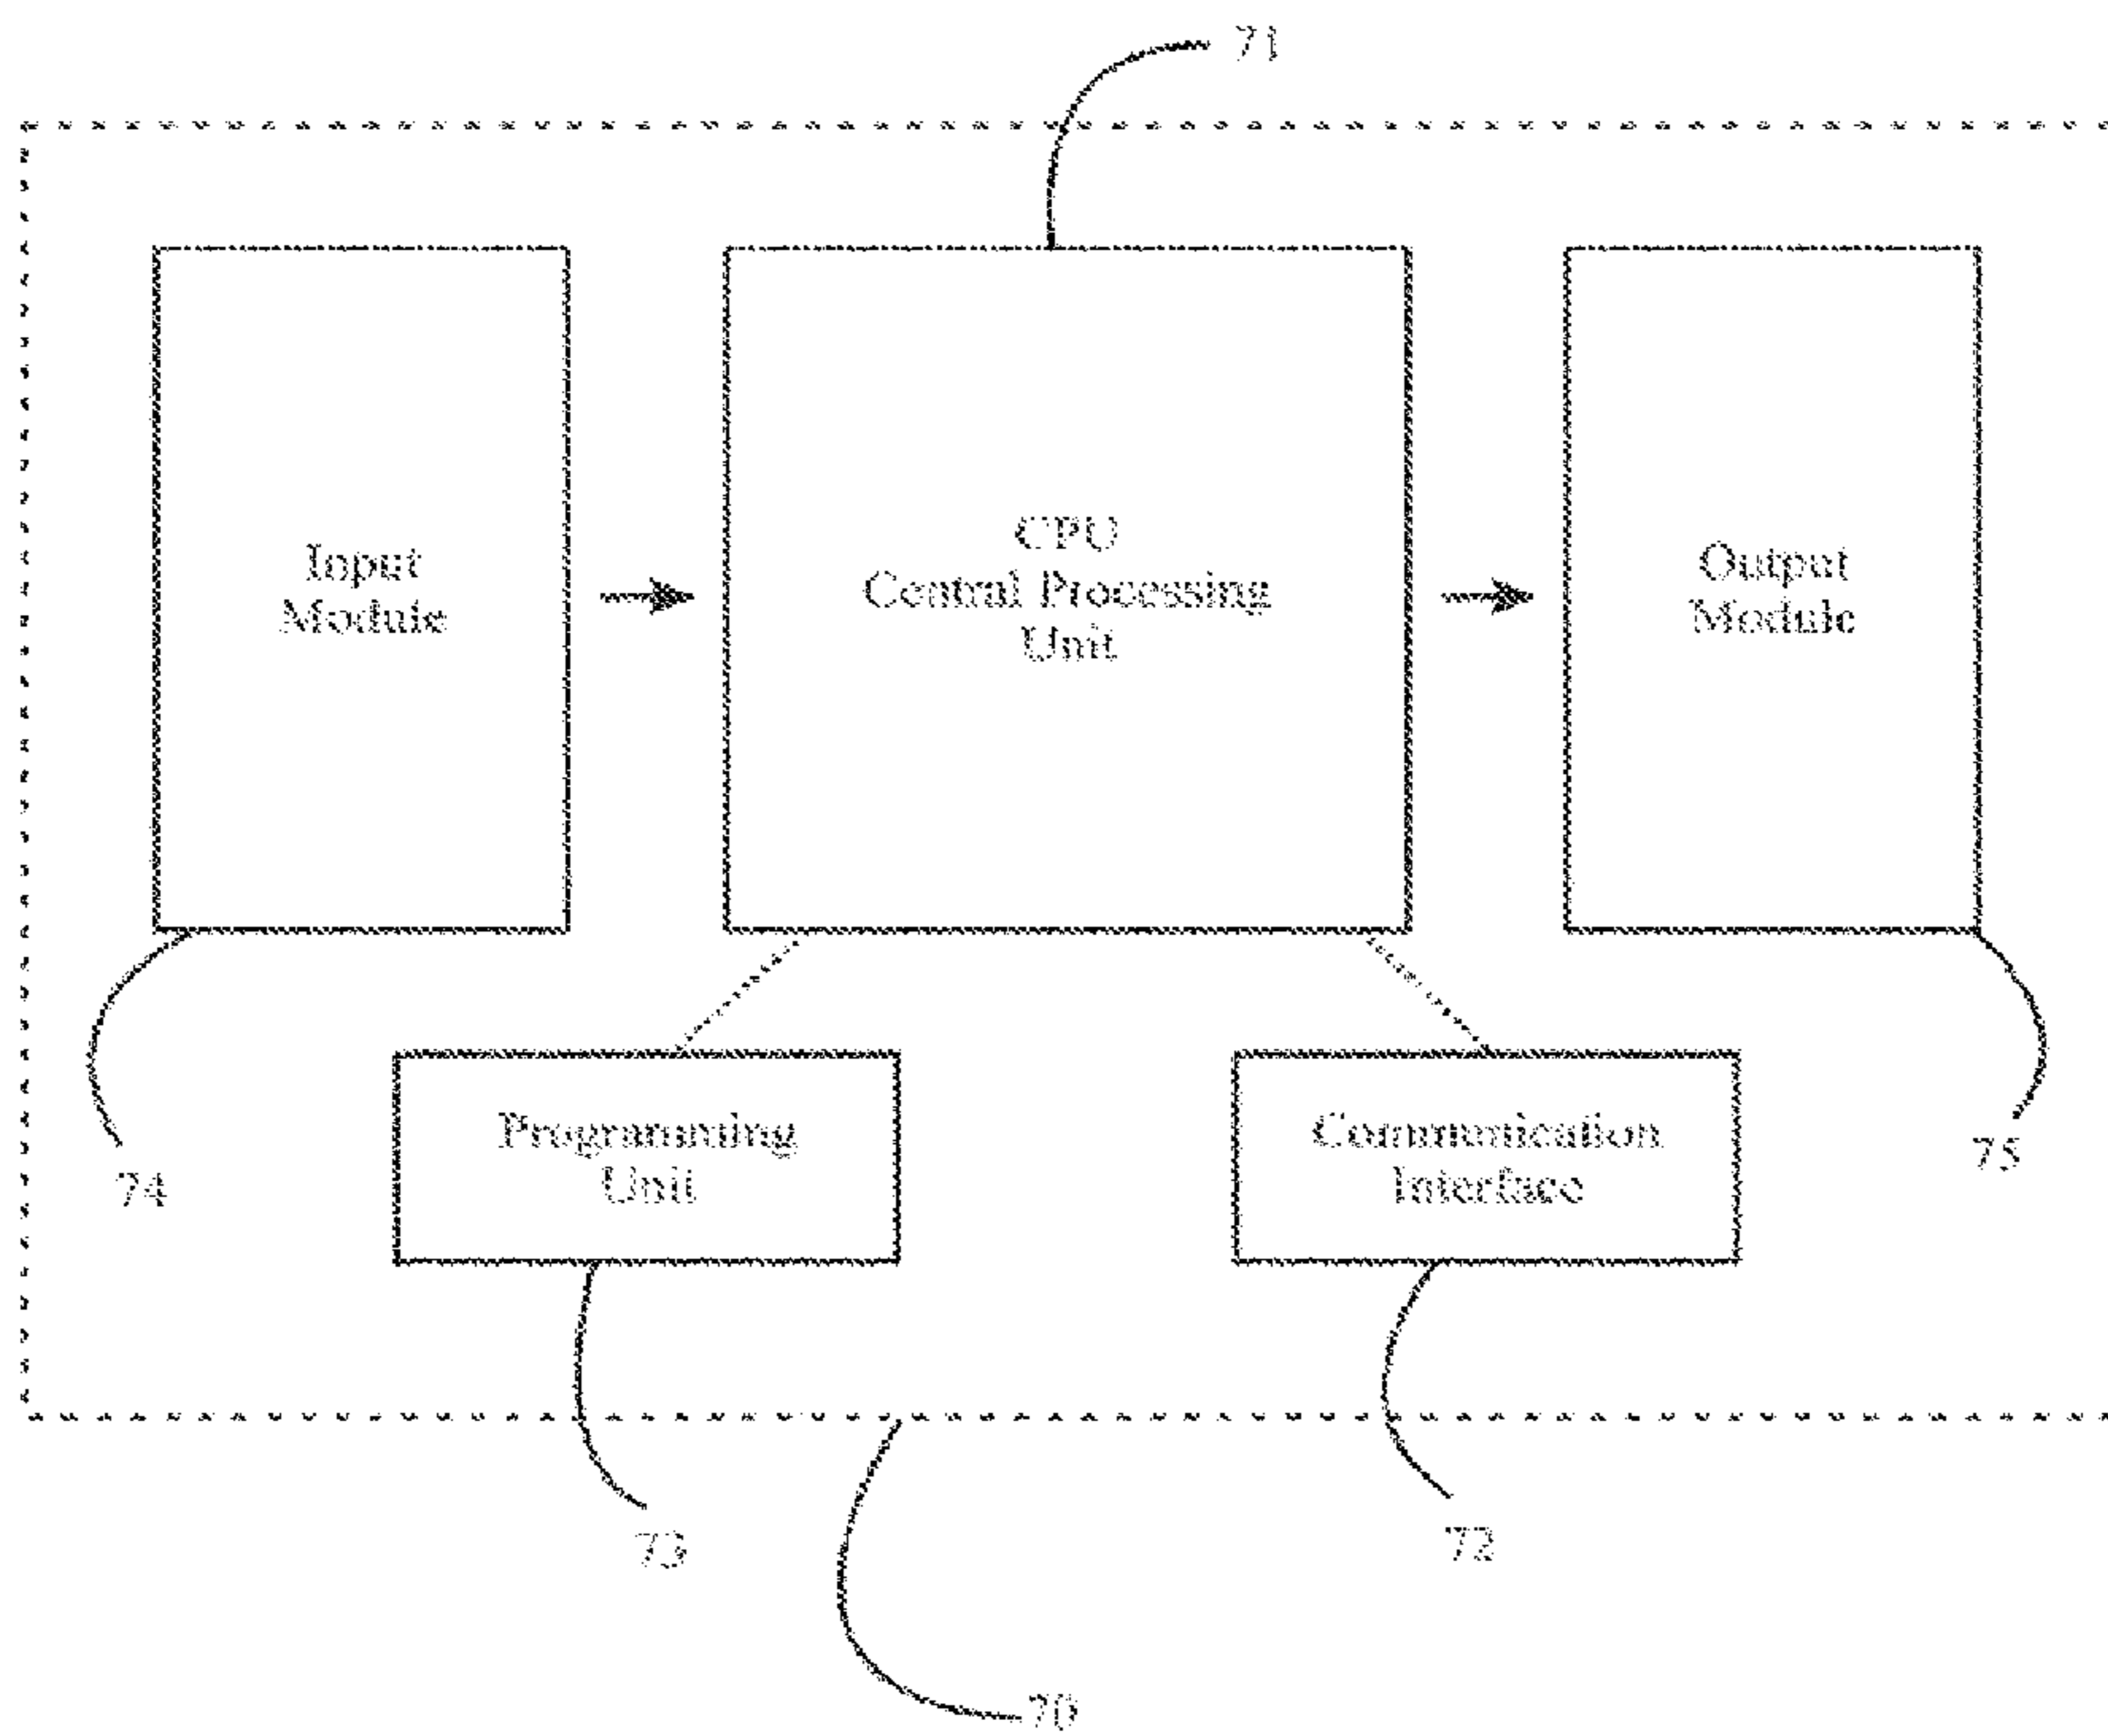 71
Input
Module
CPU
Central Processing
Unit
Output
Module
Programming
Unit
Communication
Interface
74
75
73
72
70